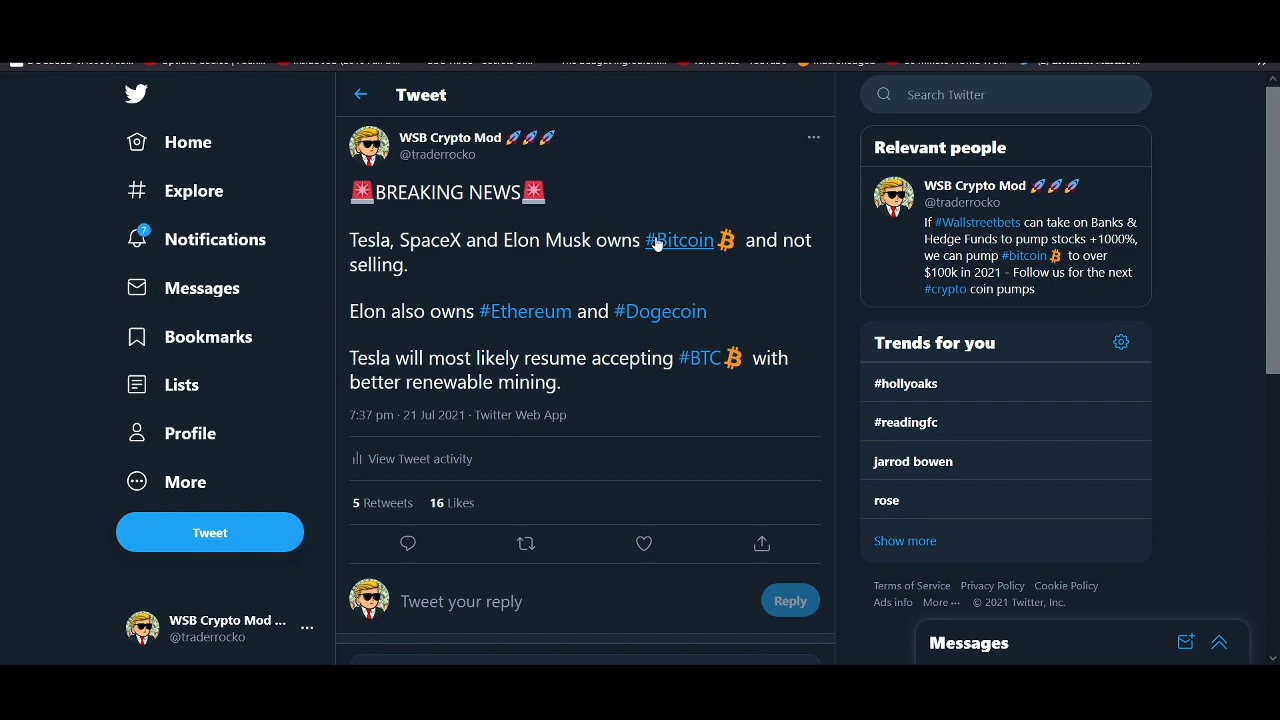 Home
Explore
7
Notifications
Messages
Bookmarks
Lists
Profile
More
Tweet
WSB Crypto Mod ...
@traderrocko
Tweet
WSB Crypto Mod 🚀🚀🚀
@traderrocko
🚨BREAKING NEWS🚨
Tesla, SpaceX and Elon Musk owns #Bitcoin and not
selling.
Elon also owns #Ethereum and #Dogecoin
Tesla will most likely resume accepting #BTC with
better renewable mining.
7:37 pm · 21 Jul 2021 · Twitter Web App
View Tweet activity
5 Retweets 16 Likes
Tweet your reply
Reply
Search Twitter
Relevant people
WSB Crypto Mod 🚀🚀🚀
@traderrocko
If #Wallstreetbets can take on Banks &
Hedge Funds to pump stocks +1000%,
we can pump #bitcoin to over
$100k in 2021 - Follow us for the next
#crypto coin pumps
Trends for you
#hollyoaks
#readingfc
jarrod bowen
rose
Show more
Terms of Service Privacy Policy Cookie Policy
Ads info More ··· © 2021 Twitter, Inc.
Messages